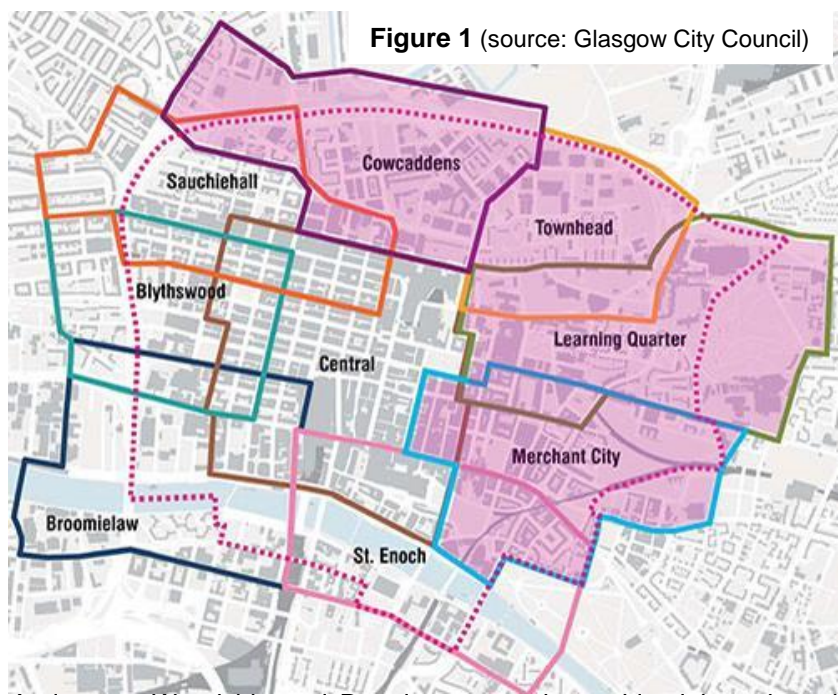 Figure 1 (source: Glasgow City Council)
Cowcaddens
Sauchiehall
Townhead
Blythswood
Learning Quarter
Central
Merchant City
Broomielaw
St. Enoch